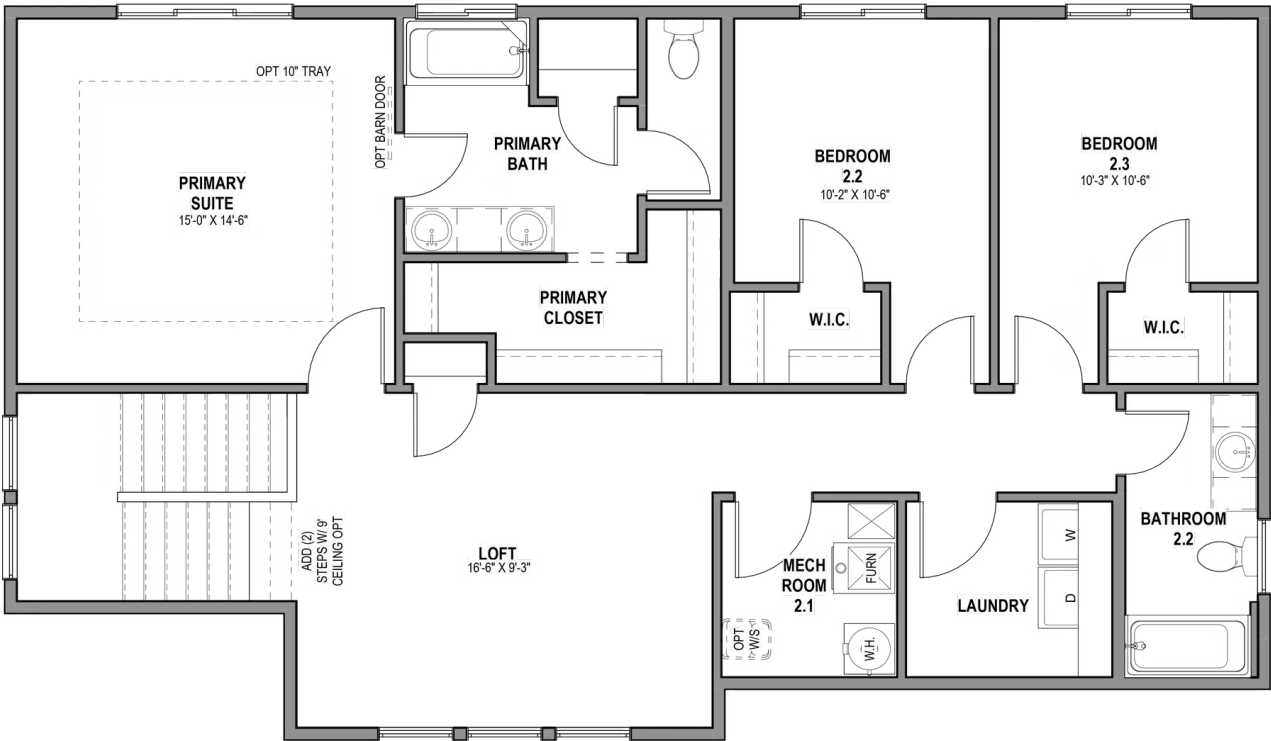 OPT 10" TRAY
OPT BARN DOOR
PRIMARY
SUITE
15'-0" X 14'-6"
PRIMARY
BATH
BEDROOM
2.2
10'-2" X 10'-6"
BEDROOM
2.3
10'-3" X 10'-6"
PRIMARY
CLOSET
W.I.C.
W.I.C.
ADD (2)
STEPS W/ 9'
CEILING OPT
LOFT
16'-6" X 9'-3"
MECH
ROOM
2.1
FURN
OPT
W/S
W.H.
LAUNDRY
W
D
BATHROOM
2.2